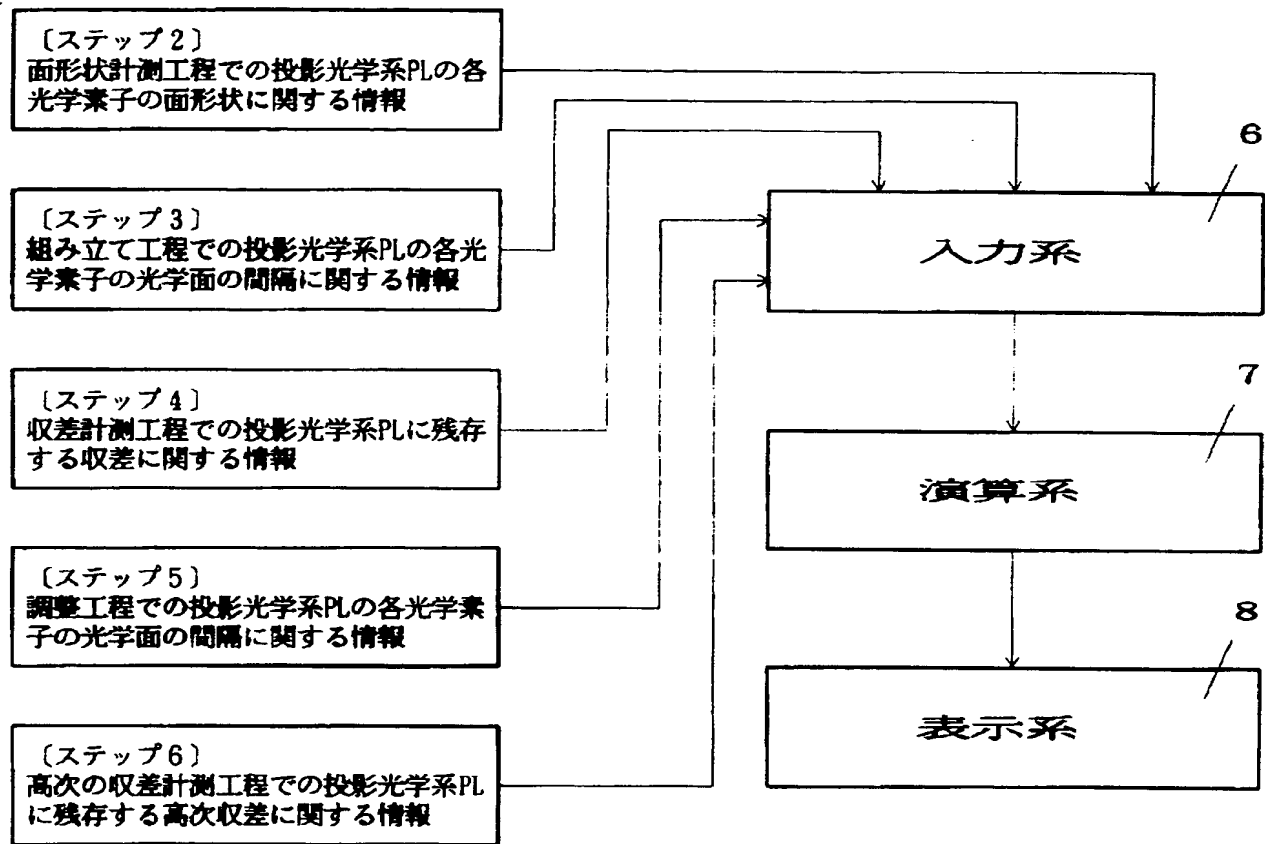 〔ステップ2〕
面形状計測工程での投影光学系PLの各
光学素子の面形状に関する情報
〔ステップ3〕
組み立て工程での投影光学系PLの各光
学素子の光学面の間隔に関する情報
〔ステップ4〕
収差計測工程での投影光学系PLに残存
する収差に関する情報
〔ステップ5〕
調整工程での投影光学系PLの各光学素
子の光学面の間隔に関する情報
〔ステップ6〕
高次の収差計測工程での投影光学系PL
に残存する高次収差に関する情報
6
入力系
7
演算系
8
表示系